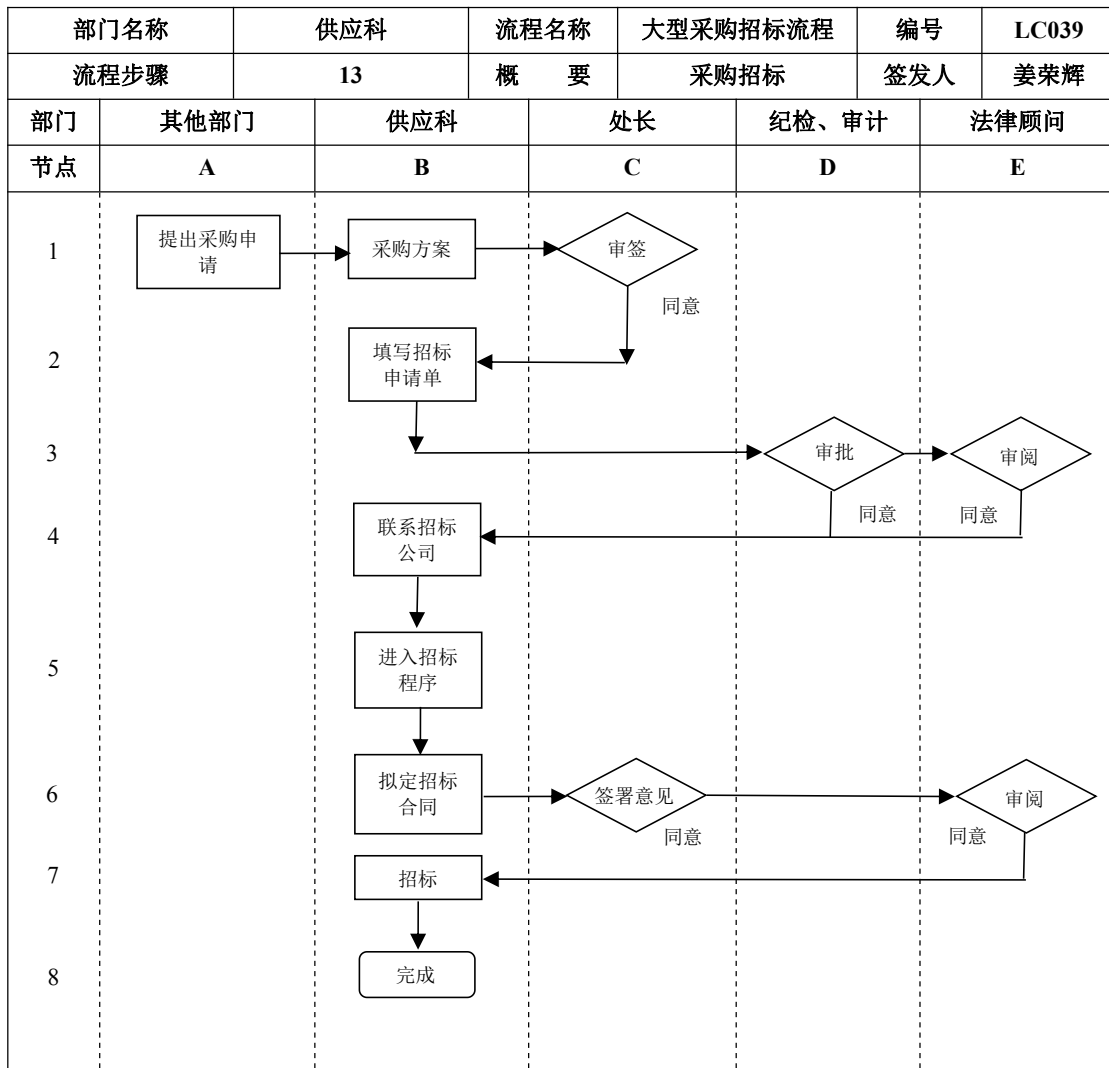 部门名称 供应科 流程名称 大型采购招标流程 编号 LC039
流程步骤 13 概 要 采购招标 签发人 姜荣辉
部门 其他部门 供应科 处长 纪检、审计 法律顾问
节点 A B C D E
1
提出采购申
请
采购方案
审签
同意
2
填写招标
申请单
3
审批
审阅
同意
同意
4
联系招标
公司
5
进入招标
程序
6
拟定招标
合同
签署意见
同意
审阅
同意
7
招标
8
完成